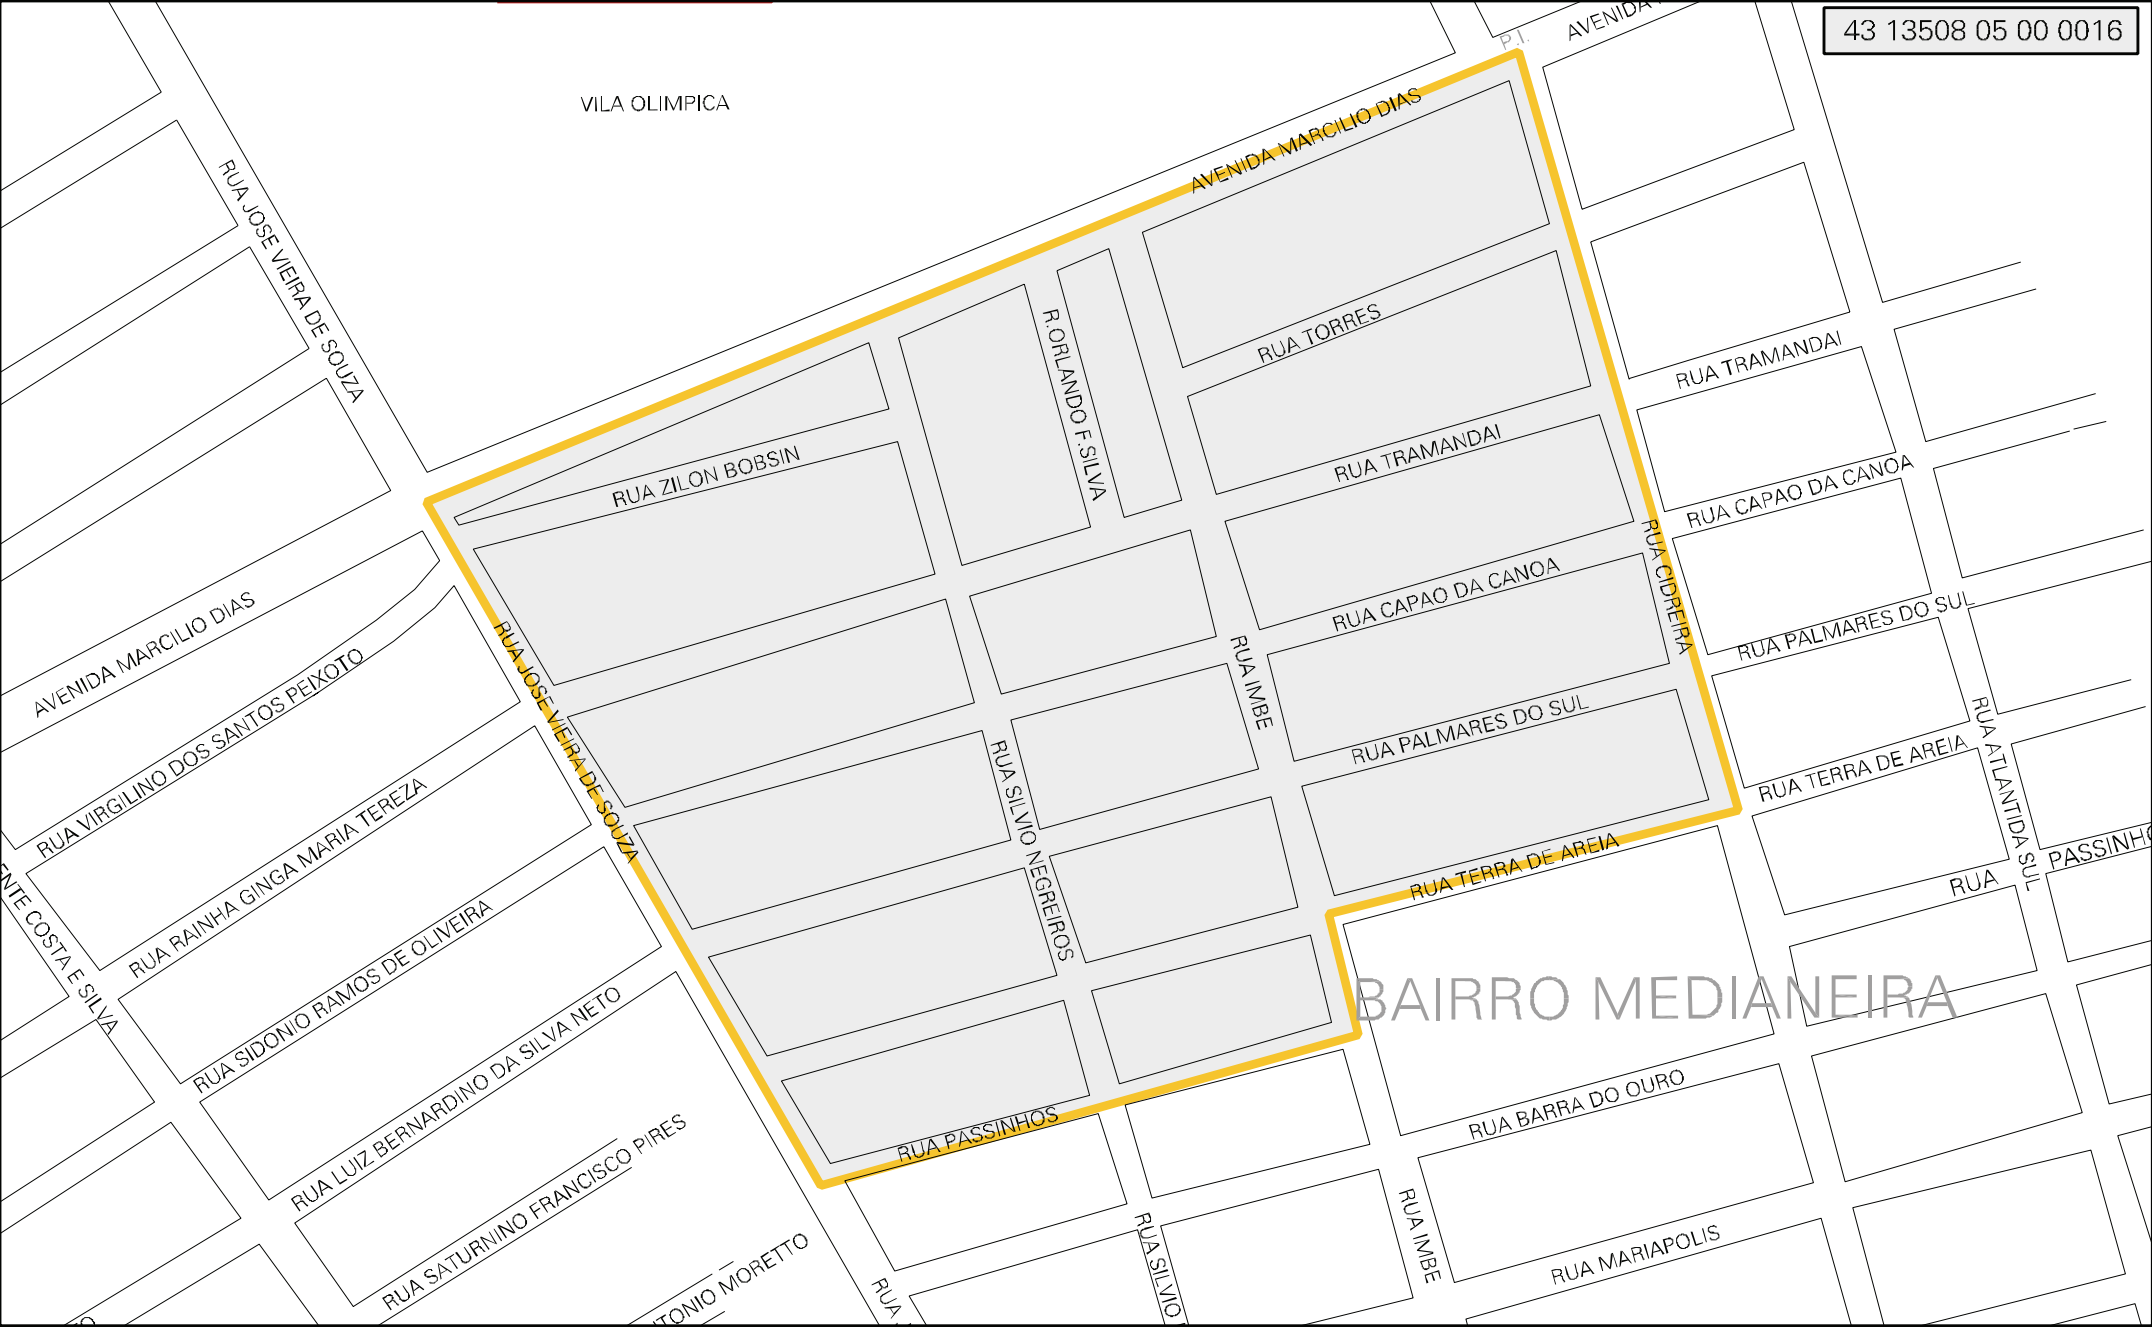 AVENIDA
43 13508 05 00 0016
P.I.
VILA OLIMPICA
AVENIDA MARCILIO DIAS
RUA JOSE VIEIRA DE SOUZA
R.ORLANDO F.SILVA
RUA TORRES
RUA TRAMANDAI
RUA TRAMANDAI
RUA ZILON BOBSIN
RUA CAPAO DA CANOA
RUA CIDREIRA
RUA CAPAO DA CANOA
AVENIDA MARCILIO DIAS
RUA PALMARES DO SUL
RUA JOSE VIEIRA DE SOUZA
RUA IMBE
RUA VIRGILINO DOS SANTOS PEIXOTO
RUA PALMARES DO SUL
RUA ATLANTIDA SUL
RUA SILVIO NEGREIROS
RUA TERRA DE AREIA
RUA RAINHA GINGA MARIA TEREZA
RUA TERRA DE AREIA
RUA PASSINHO
ENTE COSTA E SILVA
RUA SIDONIO RAMOS DE OLIVEIRA
BAIRRO MEDIANEIRA
RUA LUIZ BERNARDINO DA SILVA NETO
RUA BARRA DO OURO
RUA PASSINHOS
RUA SATURNINO FRANCISCO PIRES
RUA IMBE
RUA SILVIO
RUA MARIAPOLIS
TONIO MORETTO
RUA